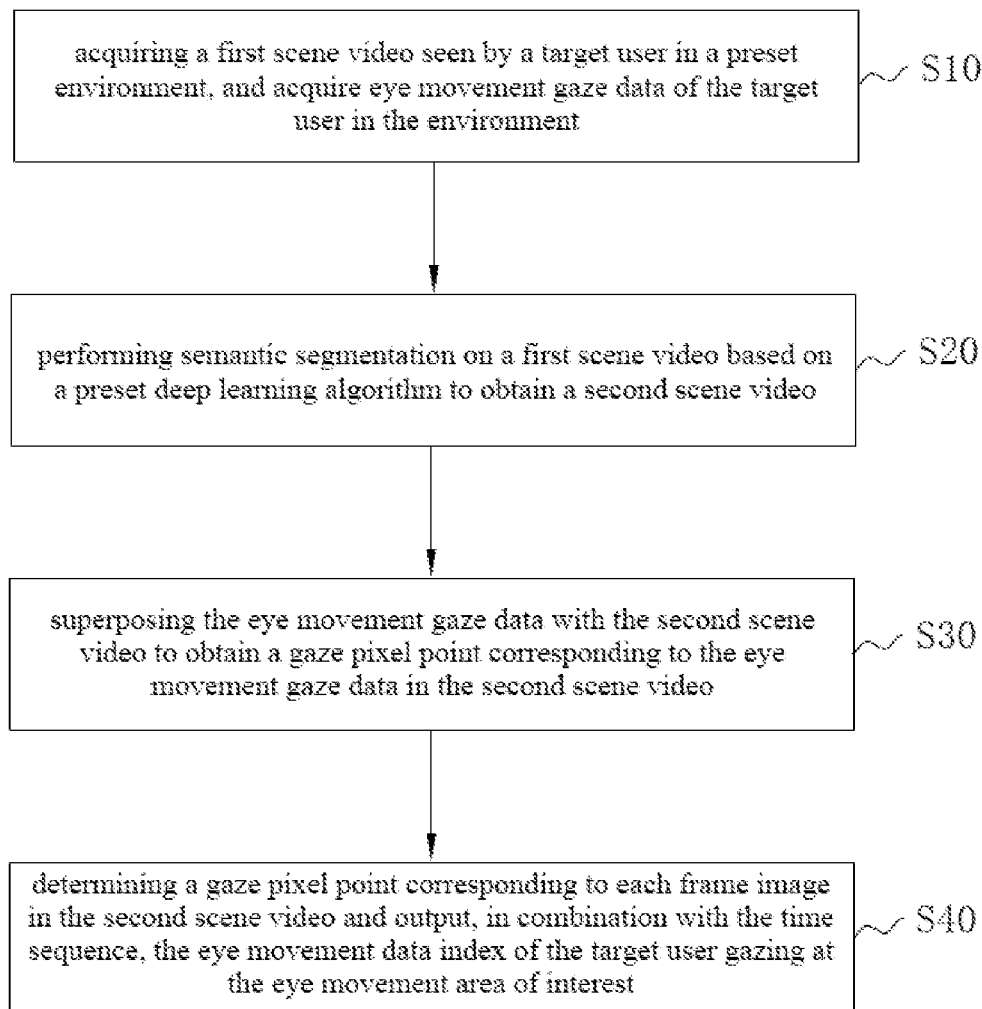 acquiring a first scene video seen by a target user in a preset
environment, and acquire eye movement gaze data of the target
user in the environment
S10
performing semantic segmentation on a first scene video based on
a preset deep learning algorithm to obtain a second scene video
S20
superposing the eye movement gaze data with the second scene
video to obtain a gaze pixel point corresponding to the eye
movement gaze data in the second scene video
S30
determining a gaze pixel point corresponding to each frame image
in the second scene video and output, in combination with the time
sequence, the eye movement data index of the target user gazing at
the eye movement area of interest
S40